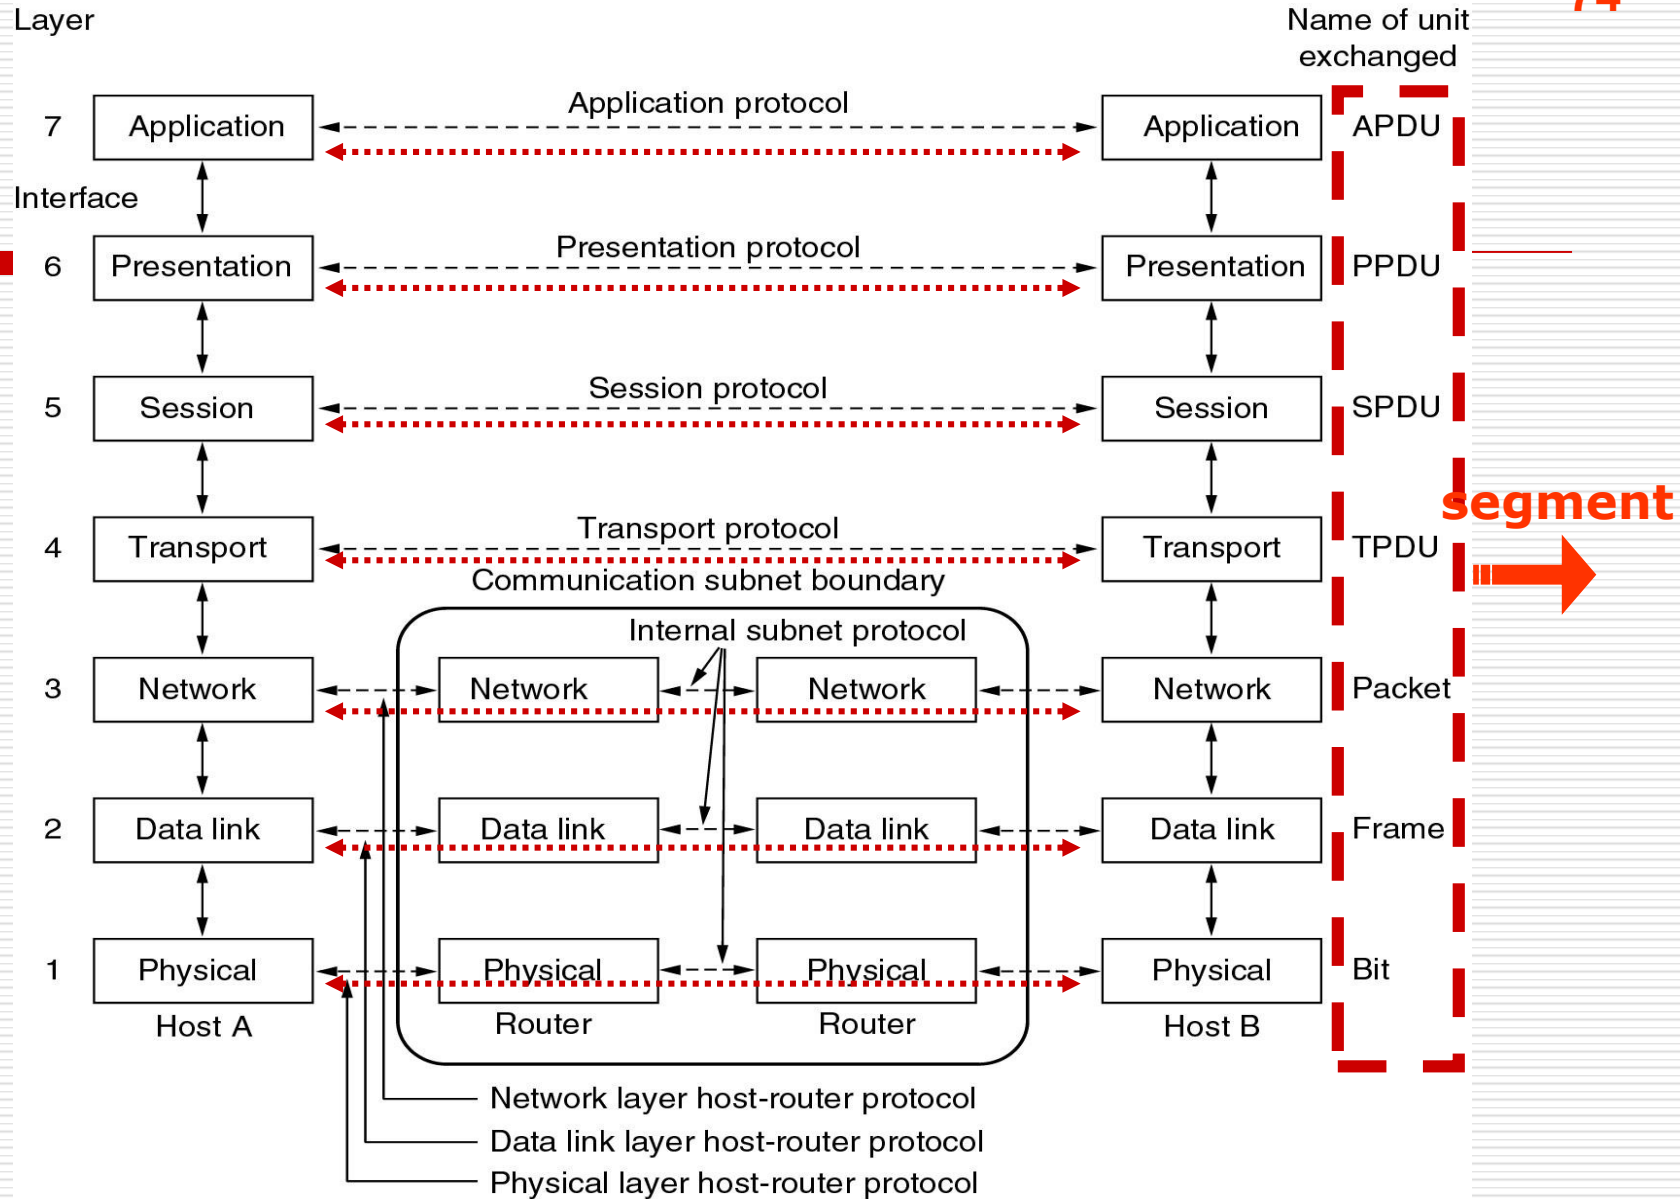 74
Layer
Name of unit
exchanged
7
Application
Application protocol
Application
APDU
Interface
6
Presentation
Presentation protocol
Presentation
PPDU
5
Session
Session protocol
Session
SPDU
segment
4
Transport
Transport protocol
Transport
TPDU
Communication subnet boundary
Internal subnet protocol
3
Network
Network
Network
Network
Packet
2
Data link
Data link
Data link
Data link
Frame
1
Physical
Physical
Physical
Physical
Bit
Host A
Router
Router
Host B
Network layer host-router protocol
Data link layer host-router protocol
Physical layer host-router protocol